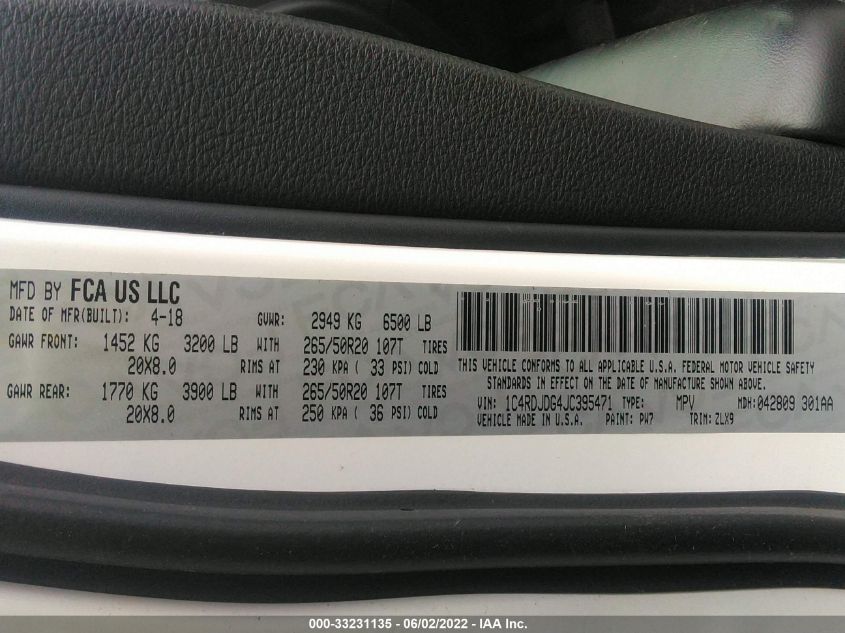 MFD BY FCA US LLC
DATE OF MFR(BUILT): 4-18 GVWR: 2949 KG 6500 LB
GAWR FRONT: 1452 KG 3200 LB WITH 265/50R20 107T TIRES
20X8.0 RIMS AT 230 KPA ( 33 PSI) COLD
GAWR REAR: 1770 KG 3900 LB WITH 265/50R20 107T TIRES
20X8.0 RIMS AT 250 KPA ( 36 PSI) COLD
THIS VEHICLE CONFORMS TO ALL APPLICABLE U.S.A. FEDERAL MOTOR VEHICLE SAFETY
STANDARDS IN EFFECT ON THE DATE OF MANUFACTURE SHOWN ABOVE.
VIN: 1C4RDJDG4JC395471 TYPE: MPV MDH:042809 301AA
VEHICLE MADE IN U.S.A. PAINT: PW7 TRIM: ZLX9
000-33231135 - 06/02/2022 - IAA Inc.